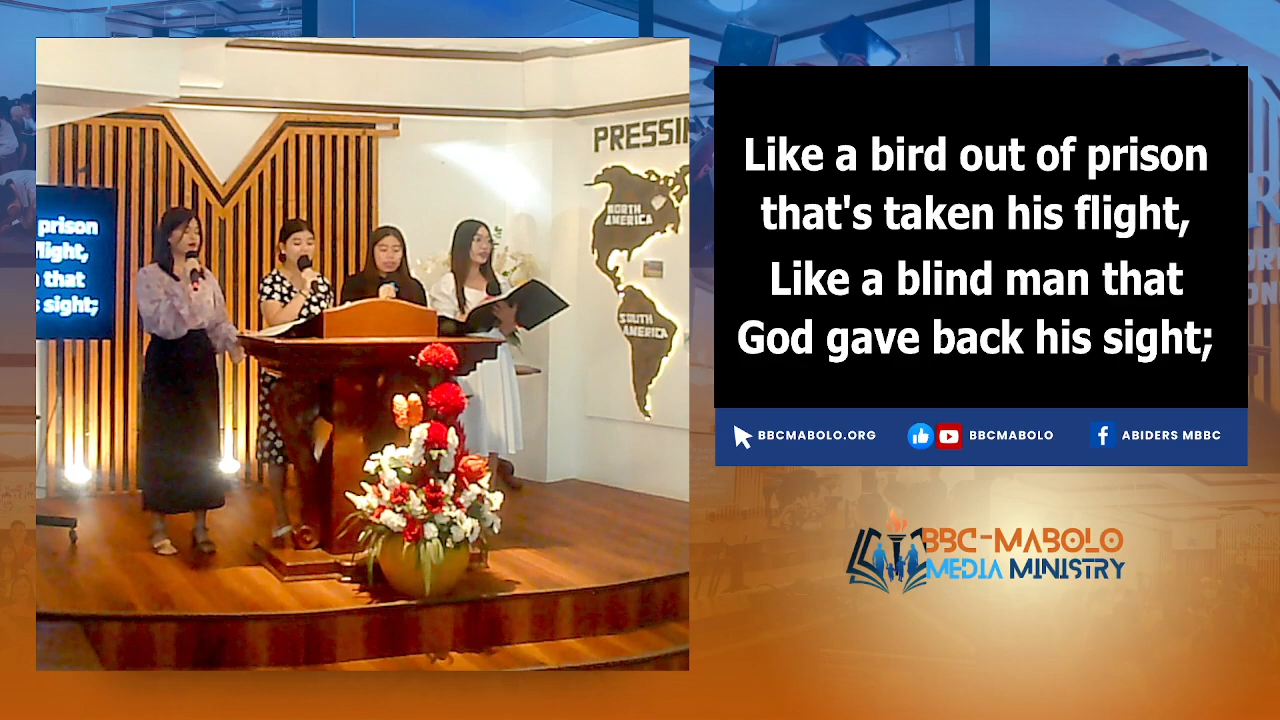 PRESSIN
NORTH
AMERICA
SOUTH
AMERICA
prison
flight,
that
sight;
Like a bird out of prison
that's taken his flight,
Like a blind man that
God gave back his sight;
BBCMABOLO.ORG
BBCMABOLO
ABIDERS MBBC
BBC-MABOLO
MEDIA MINISTRY